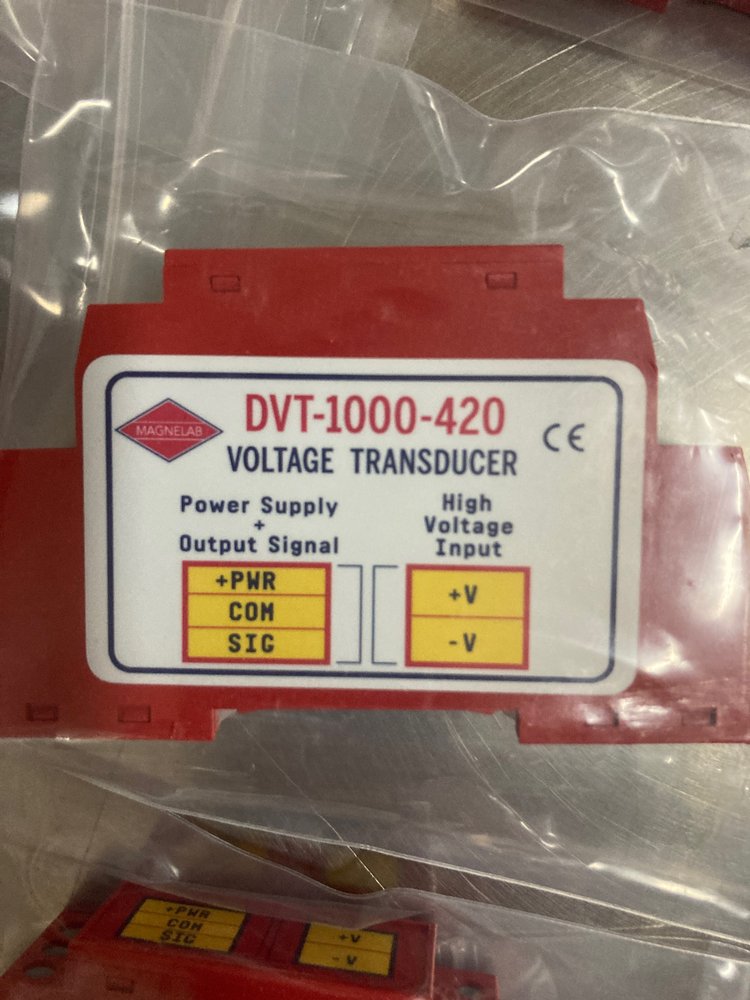 MAGNELAB
DVT-1000-420
VOLTAGE TRANSDUCER
CE
Power Supply
+
Output Signal
+PWR
COM
SIG
High
Voltage
Input
+V
-V
+PWR
COM
SIG
+V
-V